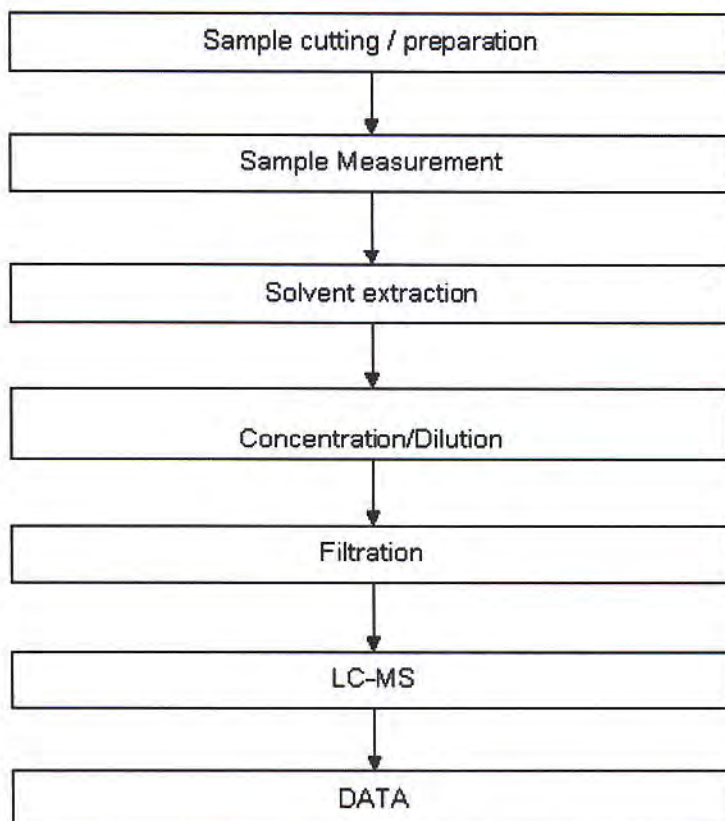 Sample cutting / preparation
Sample Measurement
Solvent extraction
Concentration/Dilution
Filtration
LC-MS
DATA